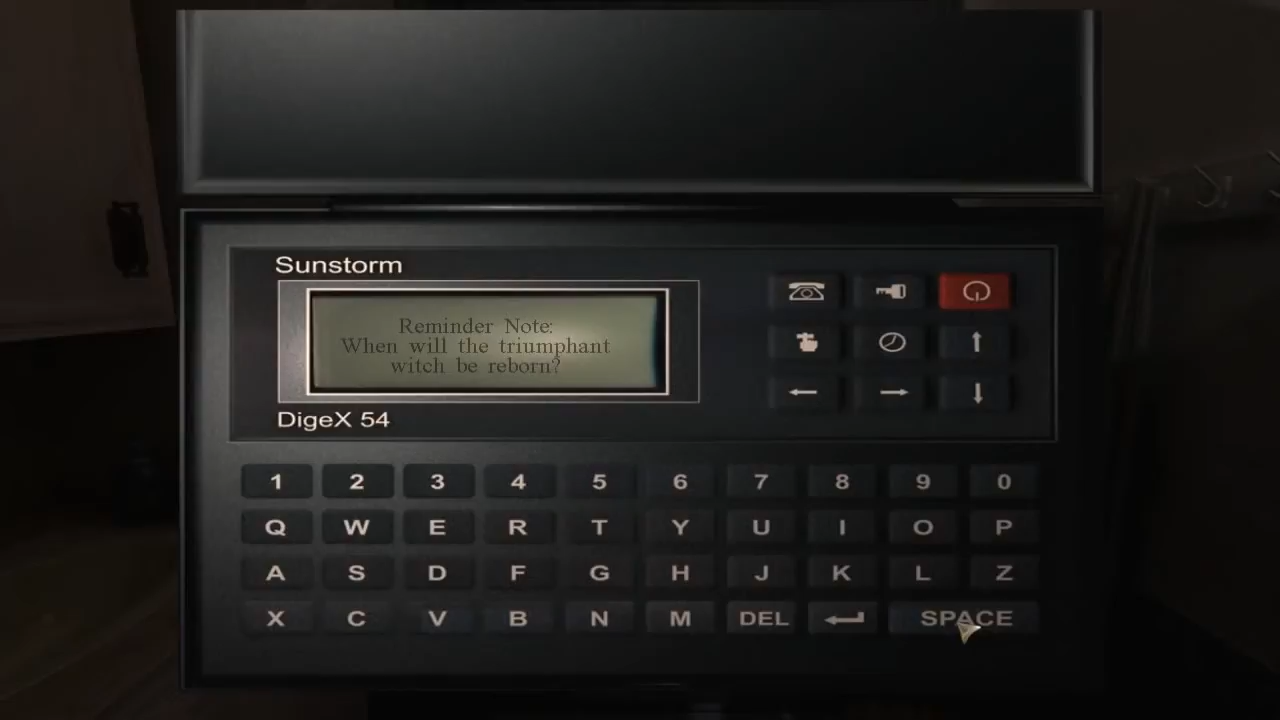 Sunstorm
Reminder Note:
When will the triumphant
witch be reborn?
DigeX 54
1 2 3 4 5 6 7 8 9 0
Q W E R T Y U I O P
A S D F G H J K L Z
X C V B N M DEL SPACE